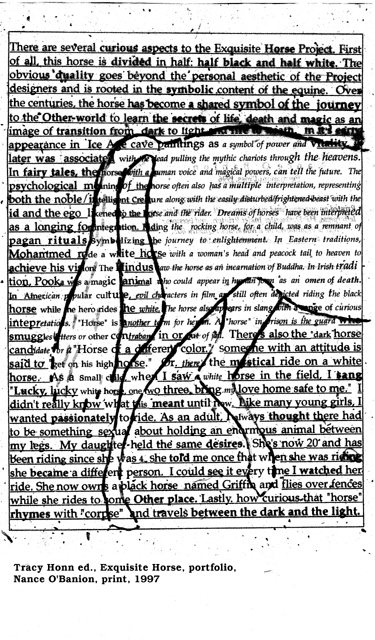 There are several curious aspects to the Exquisite Horse Project. First
of all, this horse is divided in half: half black and half white. The
obvious duality goes beyond the personal aesthetic of the Project
designers and is rooted in the symbolic content of the equine. Over
the centuries, the horse has become a shared symbol of the journey
to the Other-world to learn the secrets of life, death and magic as an
image of transition from dark to light and
appearance in Ice Age cave paintings as a symbol of power and vitality,
later was associated with lead pulling the mythic chariots through the heavens.
In fairy tales, the horse with a human voice and magical powers, can tell the future. The
psychological meaning of the horse often also has a multiple interpretation, representing
both the noble/intelligent Creature along with the easily disturbed/frightened beast with the
id and the ego likened to the horse and the rider. Dreams of horses have been interpreted
as a longing for integration. Riding the rocking horse, for a child, was as a remnant of
pagan rituals symbolizing the journey to enlightenment. In Eastern traditions,
Mohammed rode a white horse with a woman's head and peacock tail to heaven to
achieve his vision. The Hindus the horse as an incarnation of Buddha. In Irish tradi
tion, Pooka was a magic animal who could appear in as an omen of death.
In American popular culture, evil characters in film are still often depicted riding the black
horse while the hero rides the white. The horse also appears in slang with a range of curious
interpretations. "Horse" is another term for heroin. A "horse" in prison is the guard who
smuggles letters or other contraband in or out of There's also the "dark horse
candidate" or a "Horse of a different color," someone with an attitude is
said to "get on his high horse." Or, there's the mystical ride on a white
horse. As a Small child, when I saw a white horse in the field, I sang
"Lucky, lucky white horse, one two three, bring my love home safe to me." I
didn't really know what this meant until now. Like many young girls, I
wanted passionately to ride. As an adult, I always thought there had
to be something sexual about holding an enormous animal between
my legs. My daughter held the same desires. She's now 20 and has
been riding since she was 4. She told me once that when she was riding
she became a different person. I could see it every time I watched her
ride. She now owns a black horse named Griffin and flies over fences
while she rides to some Other place. Lastly, how curious that "horse"
rhymes with "corpse" and travels between the dark and the light.
Tracy Honn ed., Exquisite Horse, portfolio,
Nance O'Banion, print, 1997